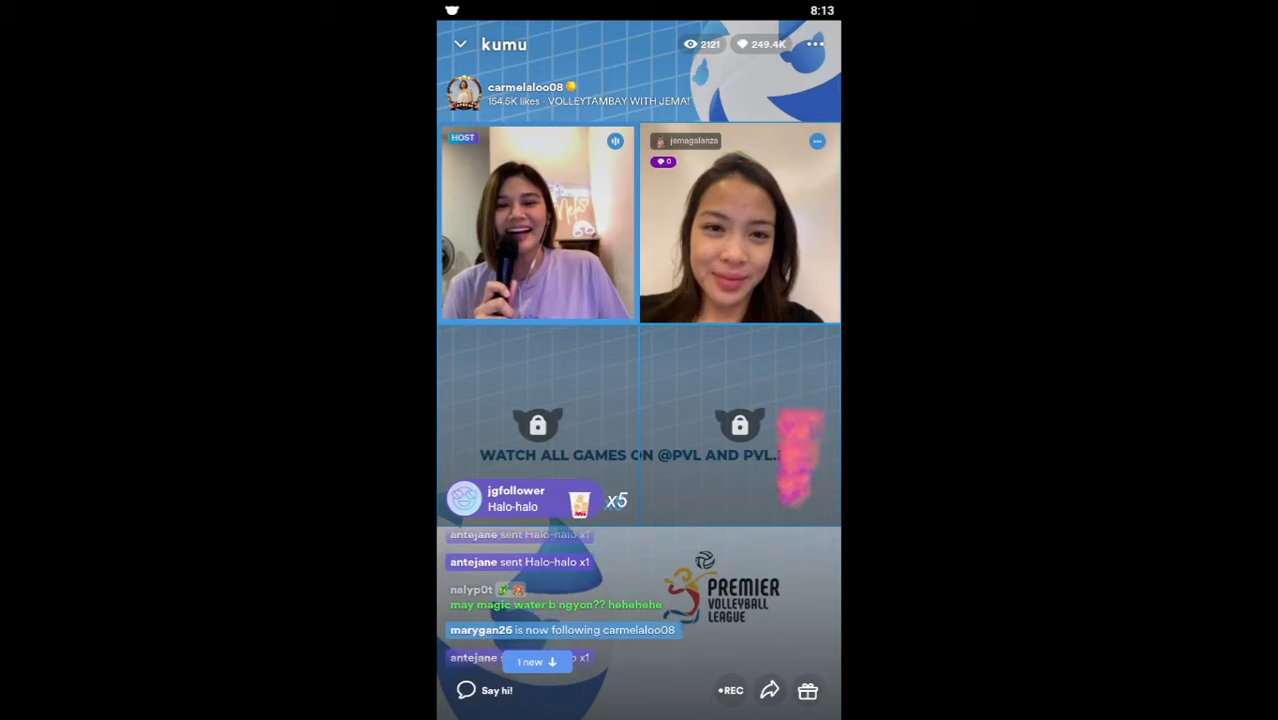 8:13
kumu
2121
249.4K
carmelaloo08
154.5K likes · VOLLEYTAMBAY WITH JEMA!
HOST
jemagalanza
0
Mela
WATCH ALL GAMES ON @PVL AND PVL.
jgfollower
Halo-halo
x5
antejane sent Halo-halo x1
antejane sent Halo-halo x1
nalyp0t
may magic water b ngyon?? hehehehe
PREMIER
VOLLEYBALL
LEAGUE
marygan26 is now following carmelaloo08
antejane s x1
1 new
Say hi!
•REC